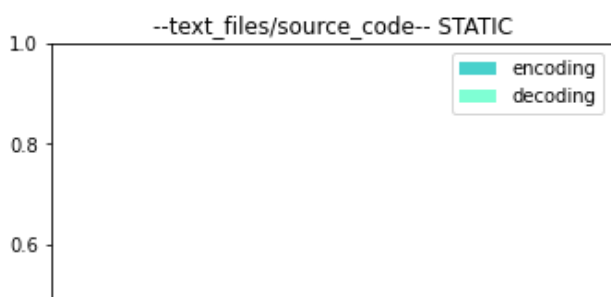 --text_files/source_code-- STATIC
1.0
encoding
decoding
0.8
0.6